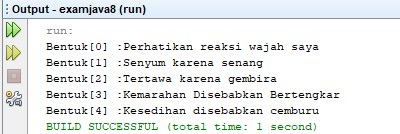 Output - examjava8 (run)
run:
Bentuk[0] :Perhatikan reaksi wajah saya
Bentuk[1] :Senyum karena senang
Bentuk[2] :Tertawa karena gembira
Bentuk[3] :Kemarahan Disebabkan Bertengkar
Bentuk[4] :Kesedihan disebabkan cemburu
BUILD SUCCESSFUL (total time: 1 second)